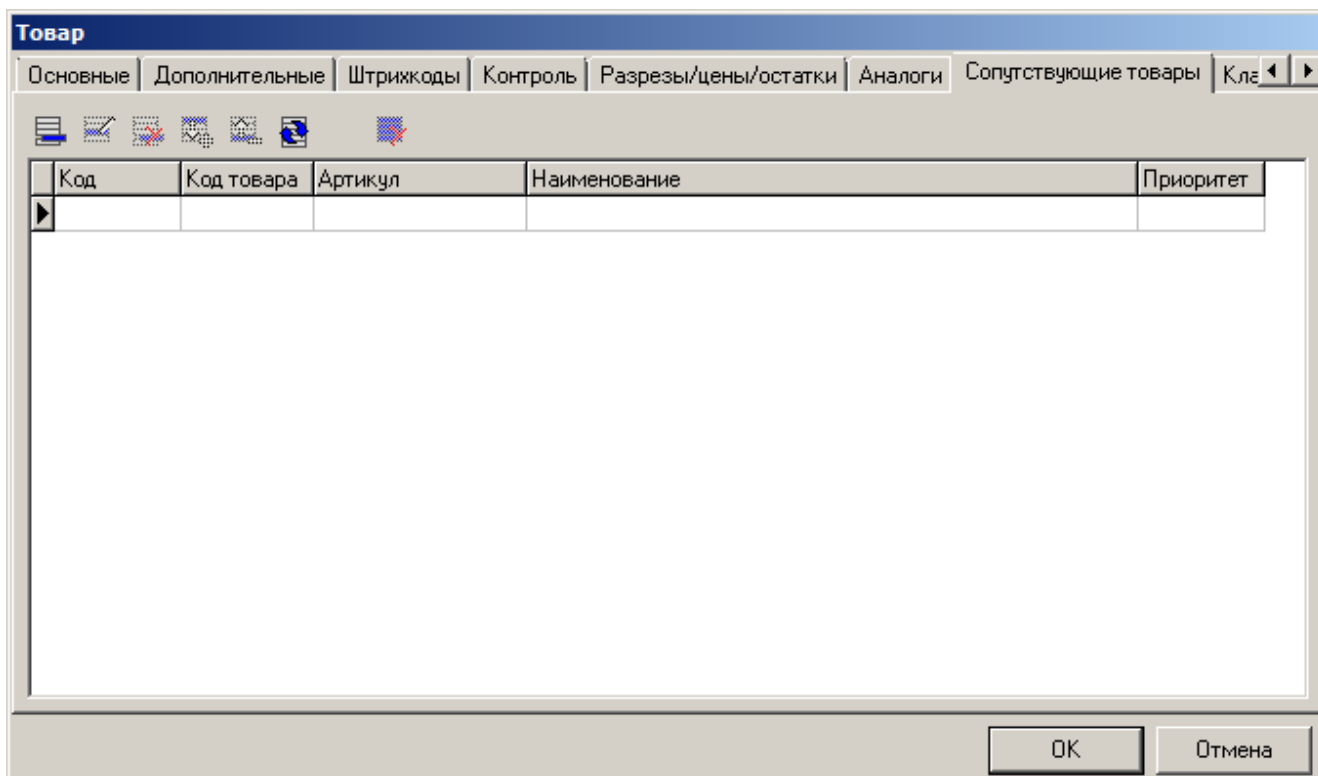 Товар
Основные Дополнительные Штрихкоды Контроль Разрезы/цены/остатки Аналоги Сопутствующие товары Кла
Код Код товара Артикул Наименование Приоритет
OK Отмена